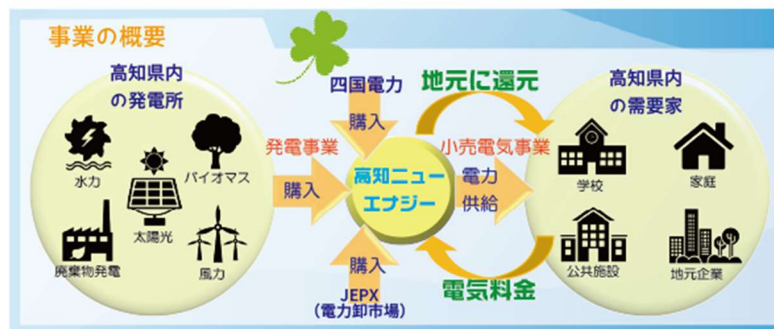 事業の概要
高知県内
の発電所
水力
バイオマス
太陽光
廃棄物発電
風力
発電事業
購入
四国電力
購入
高知ニュー
エナジー
購入
JEPX
(電力卸市場)
地元に還元
小売電気事業
電力
供給
電気料金
高知県内
の需要家
学校
家庭
公共施設
地元企業